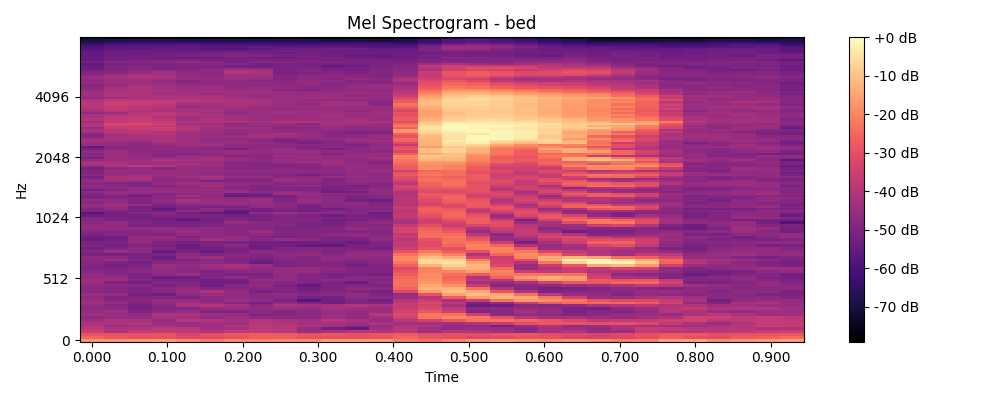 Mel Spectrogram - bed
Hz
4096
2048
1024
512
0
0.000 0.100 0.200 0.300 0.400 0.500 0.600 0.700 0.800 0.900
Time
+0 dB
-10 dB
-20 dB
-30 dB
-40 dB
-50 dB
-60 dB
-70 dB